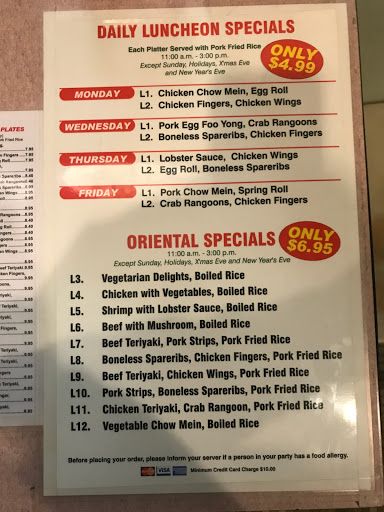 DAILY LUNCHEON SPECIALS
Each Platter Served with Pork Fried Rice
11:00 a.m. - 3:00 p.m.
Except Sunday, Holidays, X'mas Eve
and New Year's Eve
ONLY
$4.99
MONDAY L1. Chicken Chow Mein, Egg Roll
L2. Chicken Fingers, Chicken Wings
WEDNESDAY L1. Pork Egg Foo Yong, Crab Rangoons
L2. Boneless Spareribs, Chicken Fingers
THURSDAY L1. Lobster Sauce, Chicken Wings
L2. Egg Roll, Boneless Spareribs
FRIDAY L1. Pork Chow Mein, Spring Roll
L2. Crab Rangoons, Chicken Fingers
ORIENTAL SPECIALS
11:00 a.m. - 3:00 p.m.
Except Sunday, Holidays, X'mas Eve and New Year's Eve
ONLY
$6.95
L3. Vegetarian Delights, Boiled Rice
L4. Chicken with Vegetables, Boiled Rice
L5. Shrimp with Lobster Sauce, Boiled Rice
L6. Beef with Mushroom, Boiled Rice
L7. Beef Teriyaki, Pork Strips, Pork Fried Rice
L8. Boneless Spareribs, Chicken Fingers, Pork Fried Rice
L9. Beef Teriyaki, Chicken Wings, Pork Fried Rice
L10. Pork Strips, Boneless Spareribs, Pork Fried Rice
L11. Chicken Teriyaki, Crab Rangoon, Pork Fried Rice
L12. Vegetable Chow Mein, Boiled Rice
Before placing your order, please inform your server if a person in your party has a food allergy.
VISA Minimum Credit Card Charge $10.00
PLATES